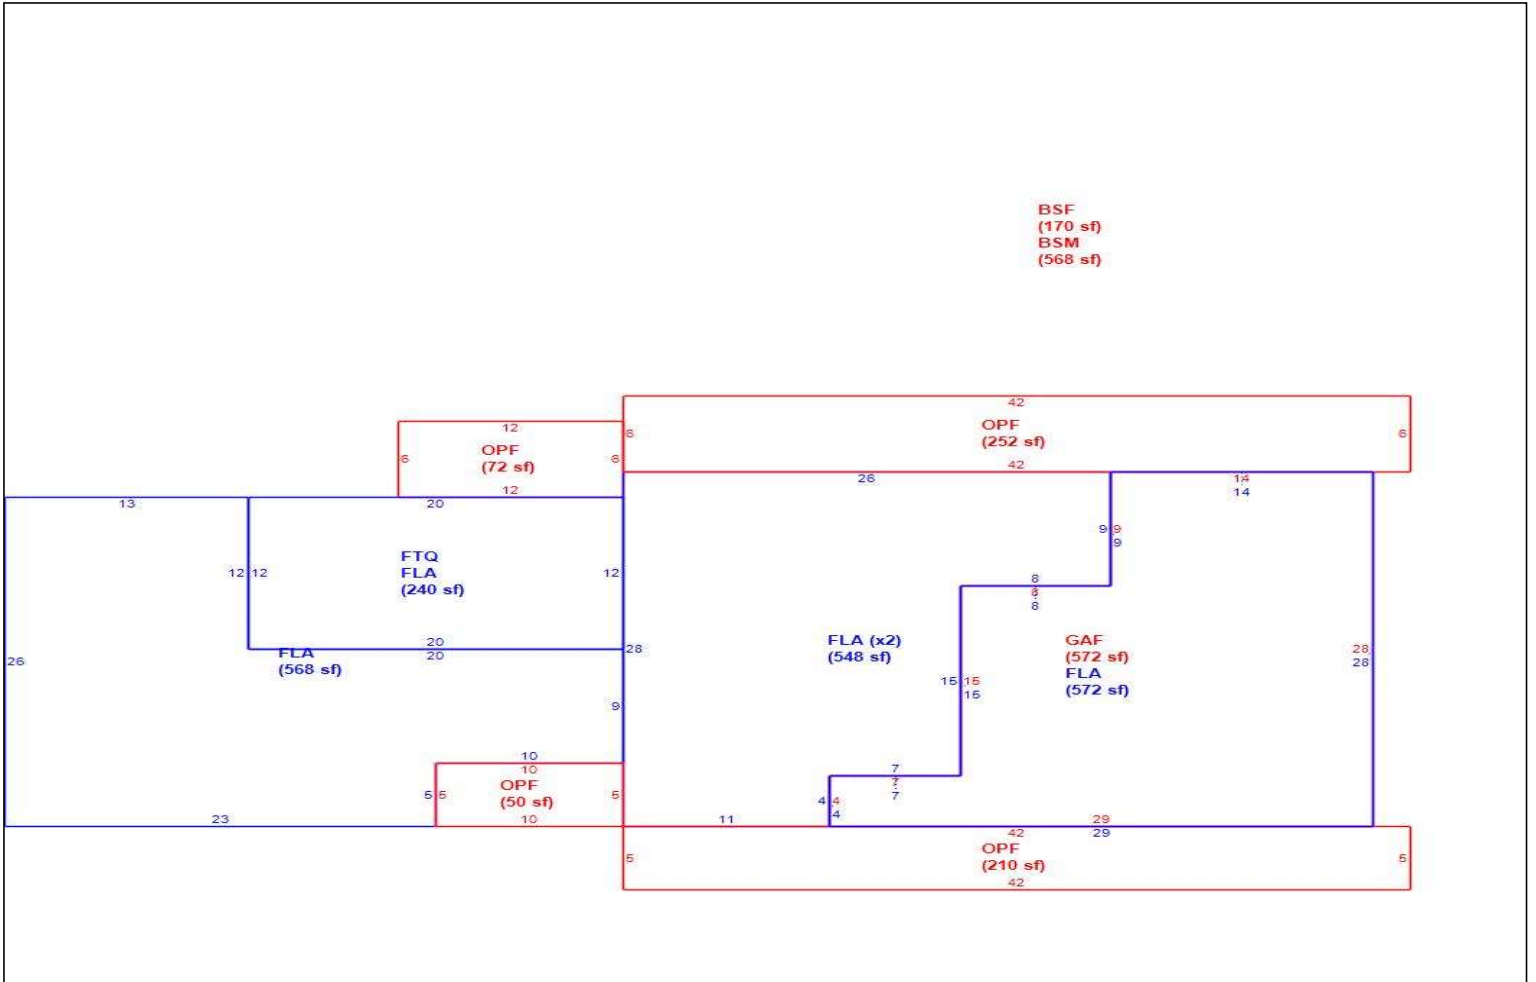 BSF
(170 sf)
BSM
(568 sf)
42
OPF
(252 sf)
6
6
42
12
OPF
(72 sf)
6
6
12
13
20
26
14
14
FTQ
FLA
(240 sf)
12
12
12
9
9
9
8
8
8
20
20
FLA
(568 sf)
26
28
9
FLA (x2)
(548 sf)
GAF
(572 sf)
FLA
(572 sf)
28
28
15
15
15
10
10
OPF
(50 sf)
5
5
5
10
23
7
7
7
4
4
4
11
29
42
29
OPF
(210 sf)
5
5
42